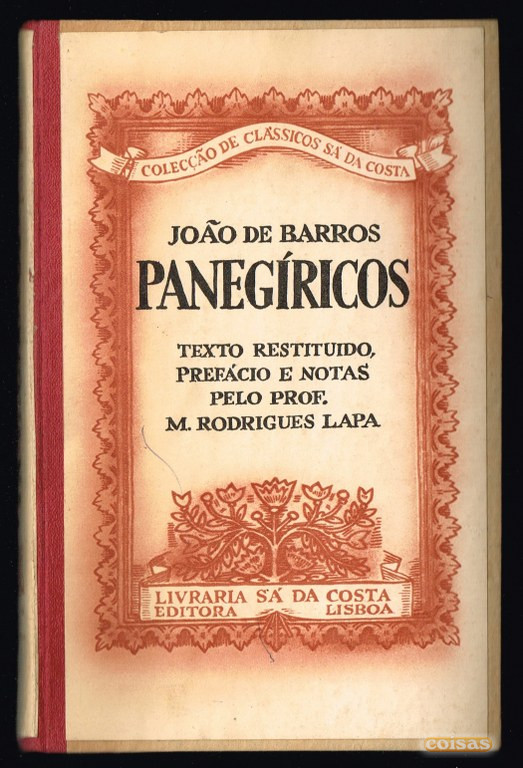 COLECÇÃO DE CLÁSSICOS SÁ DA COSTA
JOÃO DE BARROS
PANEGÍRICOS
TEXTO RESTITUIDO,
PREFÁCIO E NOTAS
PELO PROF.
M. RODRIGUES LAPA
LIVRARIA SÁ DA COSTA
EDITORA LISBOA
coisas